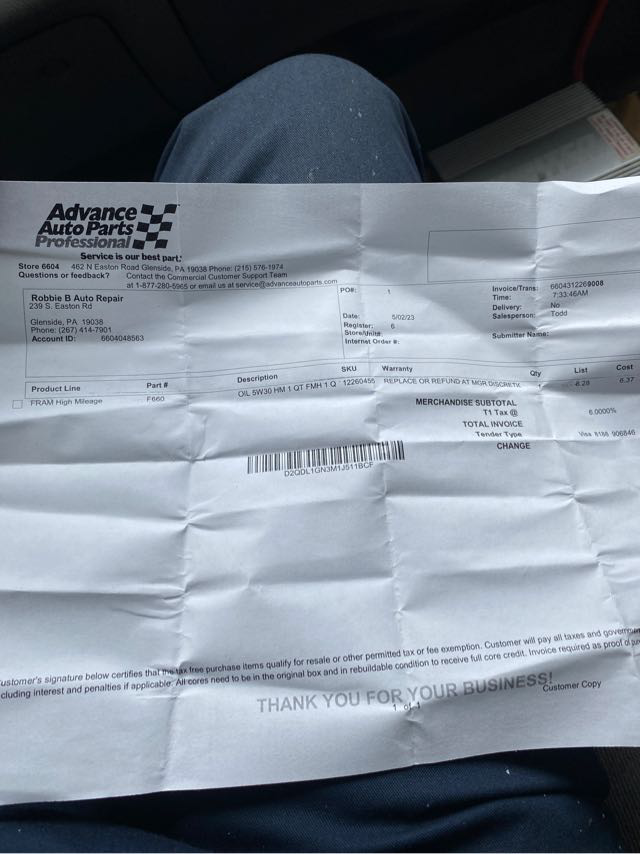 Advance
Auto Parts
Professional
Service is our best part.
Store 6604 462 N Easton Road Glenside, PA 19038 Phone: (215) 576-1974
Questions or feedback? Contact the Commercial Customer Support Team
at 1-877-280-5965 or email us at service@advanceautoparts.com
Robbie B Auto Repair
239 S. Easton Rd
Glenside, PA 19038
Phone: (267) 414-7901
Account ID: 6604048563
PO#: 1
Date: 5/02/23
Register: 6
Store/Units:
Internet Order #:
Invoice/Trans: 6604312269008
Time: 7:33:46AM
Delivery: No
Salesperson: Todd
Submitter Name:
Product Line Part # Description SKU Warranty Qty List Cost
FRAM High Mileage F660 OIL 5W30 HM 1 QT FMH 1 Q 12260455 REPLACE OR REFUND AT MGR DISCRETIO 1 8.28 6.37
MERCHANDISE SUBTOTAL
T1 Tax @ 6.0000%
TOTAL INVOICE
Tender Type Visa 8188 906846
CHANGE
D2QDL1GN3M1J511BCF
ustomer's signature below certifies that the tax free purchase items qualify for resale or other permitted tax or fee exemption. Customer will pay all taxes and governm
cluding interest and penalties if applicable. All cores need to be in the original box and in rebuildable condition to receive full core credit. Invoice required as proof of pur
THANK YOU FOR YOUR BUSINESS!
Customer Copy
1 of 1